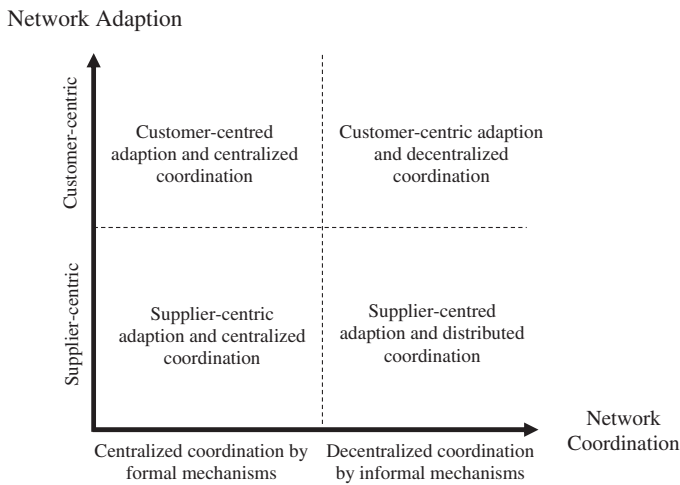 Network Adaption
Customer-centric
Customer-centred
adaption and centralized
coordination
Customer-centric adaption
and decentralized
coordination
Supplier-centric
Supplier-centric
adaption and centralized
coordination
Supplier-centred
adaption and distributed
coordination
Centralized coordination by
formal mechanisms
Decentralized coordination
by informal mechanisms
Network
Coordination